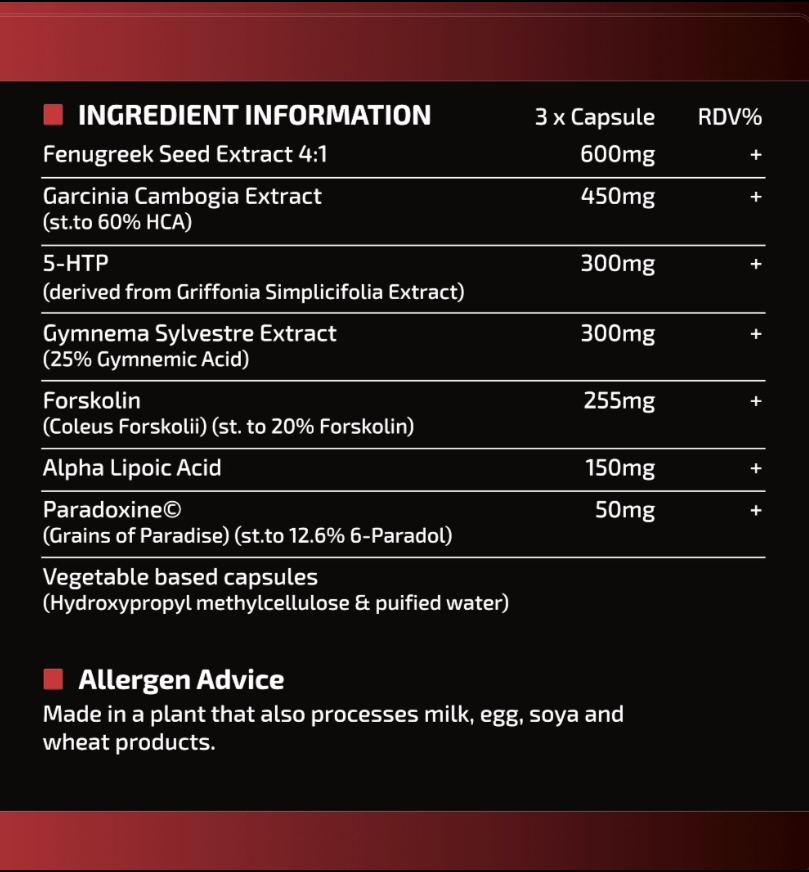 INGREDIENT INFORMATION 3 x Capsule RDV%
Fenugreek Seed Extract 4:1 600mg +
Garcinia Cambogia Extract 450mg +
(st.to 60% HCA)
5-HTP 300mg +
(derived from Griffonia Simplicifolia Extract)
Gymnema Sylvestre Extract 300mg +
(25% Gymnemic Acid)
Forskolin 255mg +
(Coleus Forskolii) (st. to 20% Forskolin)
Alpha Lipoic Acid 150mg +
Paradoxine© 50mg +
(Grains of Paradise) (st.to 12.6% 6-Paradol)
Vegetable based capsules
(Hydroxypropyl methylcellulose & puified water)
Allergen Advice
Made in a plant that also processes milk, egg, soya and
wheat products.